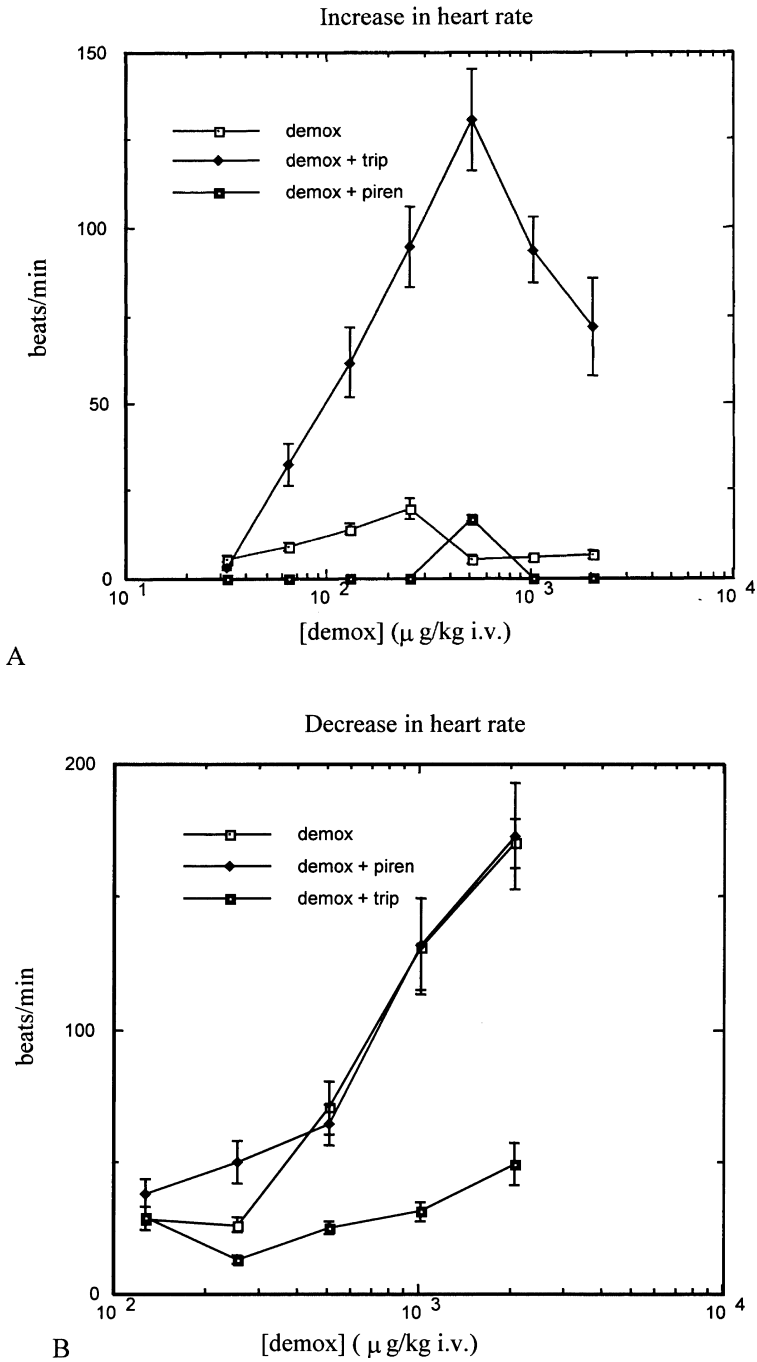 Increase in heart rate
150
demox
demox + trip
demox + piren
100
beats/min
50
0
10 1
10 2
10 3
10 4
[demox] (μ g/kg i.v.)
A
Decrease in heart rate
200
demox
demox + piren
demox + trip
beats/min
100
0
10 2
10 3
10 4
[demox] ( μ g/kg i.v.)
B